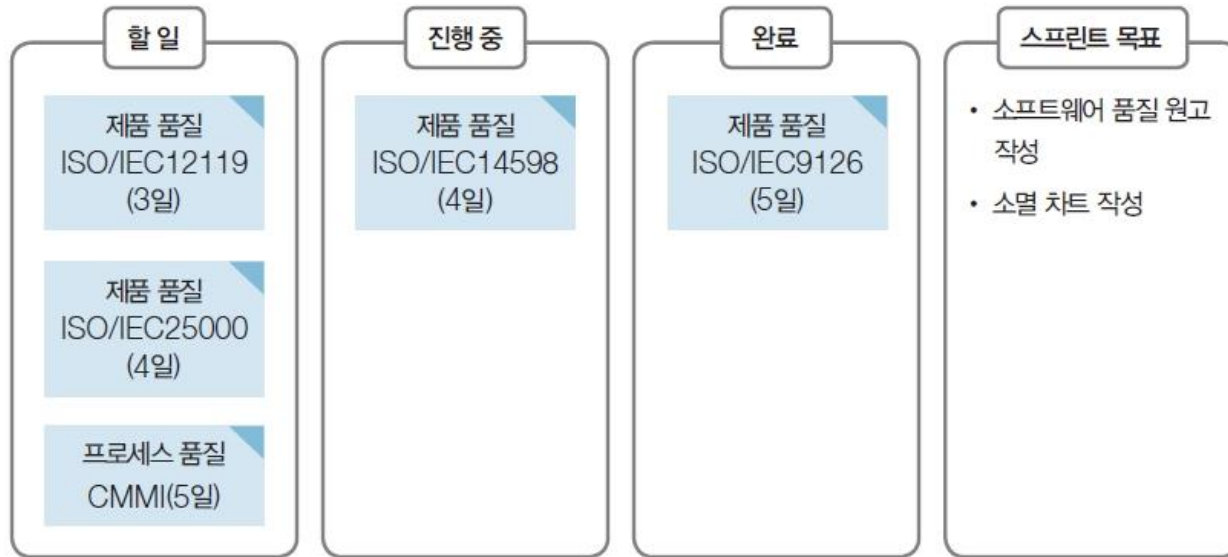 할 일
제품 품질
ISO/IEC12119
(3일)
제품 품질
ISO/IEC25000
(4일)
프로세스 품질
CMMI(5일)
진행 중
제품 품질
ISO/IEC14598
(4일)
완료
제품 품질
ISO/IEC9126
(5일)
스프린트 목표
• 소프트웨어 품질 원고
작성
• 소멸 차트 작성